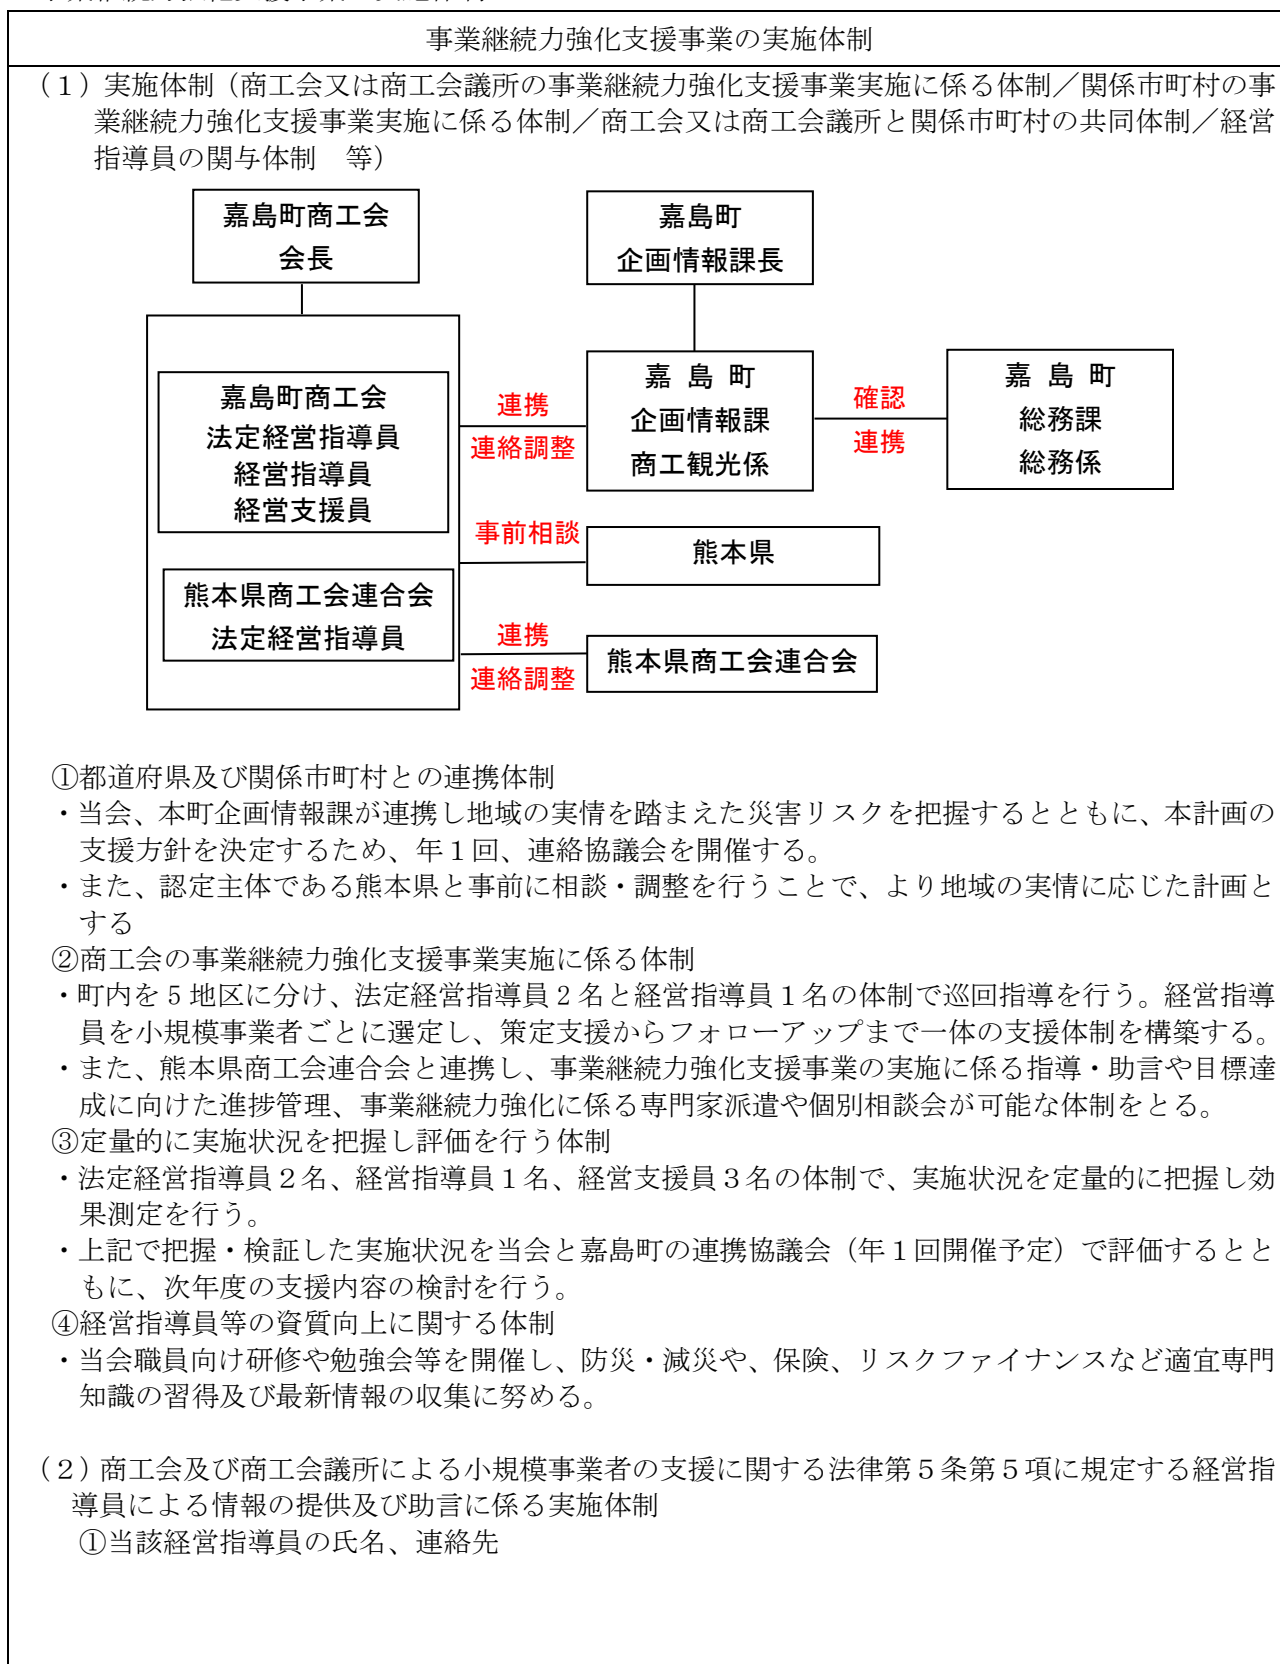 事業継続力強化支援事業の実施体制
（１）実施体制（商工会又は商工会議所の事業継続力強化支援事業実施に係る体制／関係市町村の事
業継続力強化支援事業実施に係る体制／商工会又は商工会議所と関係市町村の共同体制／経営
指導員の関与体制　等）
嘉島町商工会
会長
嘉島町
企画情報課長
嘉島町商工会
法定経営指導員
経営指導員
経営支援員
連携
連絡調整
嘉 島 町
企画情報課
商工観光係
確認
連携
嘉 島 町
総務課
総務係
事前相談
熊本県
熊本県商工会連合会
法定経営指導員
連携
連絡調整
熊本県商工会連合会
①都道府県及び関係市町村との連携体制
・当会、本町企画情報課が連携し地域の実情を踏まえた災害リスクを把握するとともに、本計画の
支援方針を決定するため、年１回、連絡協議会を開催する。
・また、認定主体である熊本県と事前に相談・調整を行うことで、より地域の実情に応じた計画と
する
②商工会の事業継続力強化支援事業実施に係る体制
・町内を 5 地区に分け、法定経営指導員２名と経営指導員１名の体制で巡回指導を行う。経営指導
員を小規模事業者ごとに選定し、策定支援からフォローアップまで一体の支援体制を構築する。
・また、熊本県商工会連合会と連携し、事業継続力強化支援事業の実施に係る指導・助言や目標達
成に向けた進捗管理、事業継続力強化に係る専門家派遣や個別相談会が可能な体制をとる。
③定量的に実施状況を把握し評価を行う体制
・法定経営指導員２名、経営指導員１名、経営支援員３名の体制で、実施状況を定量的に把握し効
果測定を行う。
・上記で把握・検証した実施状況を当会と嘉島町の連携協議会（年１回開催予定）で評価するとと
もに、次年度の支援内容の検討を行う。
④経営指導員等の資質向上に関する体制
・当会職員向け研修や勉強会等を開催し、防災・減災や、保険、リスクファイナンスなど適宜専門
知識の習得及び最新情報の収集に努める。
（２）商工会及び商工会議所による小規模事業者の支援に関する法律第５条第５項に規定する経営指
導員による情報の提供及び助言に係る実施体制
①当該経営指導員の氏名、連絡先